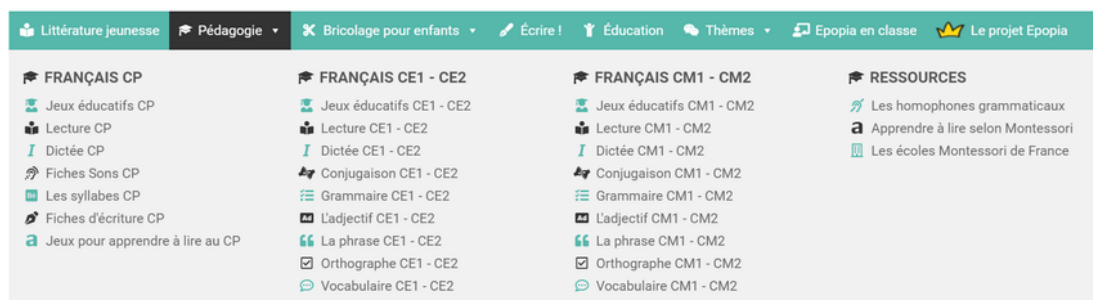 Littérature jeunesse Pédagogie Bricolage pour enfants Écrire ! Éducation Thèmes Epopia en classe Le projet Epopia
FRANÇAIS CP
Jeux éducatifs CP
Lecture CP
Dictée CP
Fiches Sons CP
Les syllabes CP
Fiches d'écriture CP
Jeux pour apprendre à lire au CP
FRANÇAIS CE1 - CE2
Jeux éducatifs CE1 - CE2
Lecture CE1 - CE2
Dictée CE1 - CE2
Conjugaison CE1 - CE2
Grammaire CE1 - CE2
L'adjectif CE1 - CE2
La phrase CE1 - CE2
Orthographe CE1 - CE2
Vocabulaire CE1 - CE2
FRANÇAIS CM1 - CM2
Jeux éducatifs CM1 - CM2
Lecture CM1 - CM2
Dictée CM1 - CM2
Conjugaison CM1 - CM2
Grammaire CM1 - CM2
L'adjectif CM1 - CM2
La phrase CM1 - CM2
Orthographe CM1 - CM2
Vocabulaire CM1 - CM2
RESSOURCES
Les homophones grammaticaux
Apprendre à lire selon Montessori
Les écoles Montessori de France